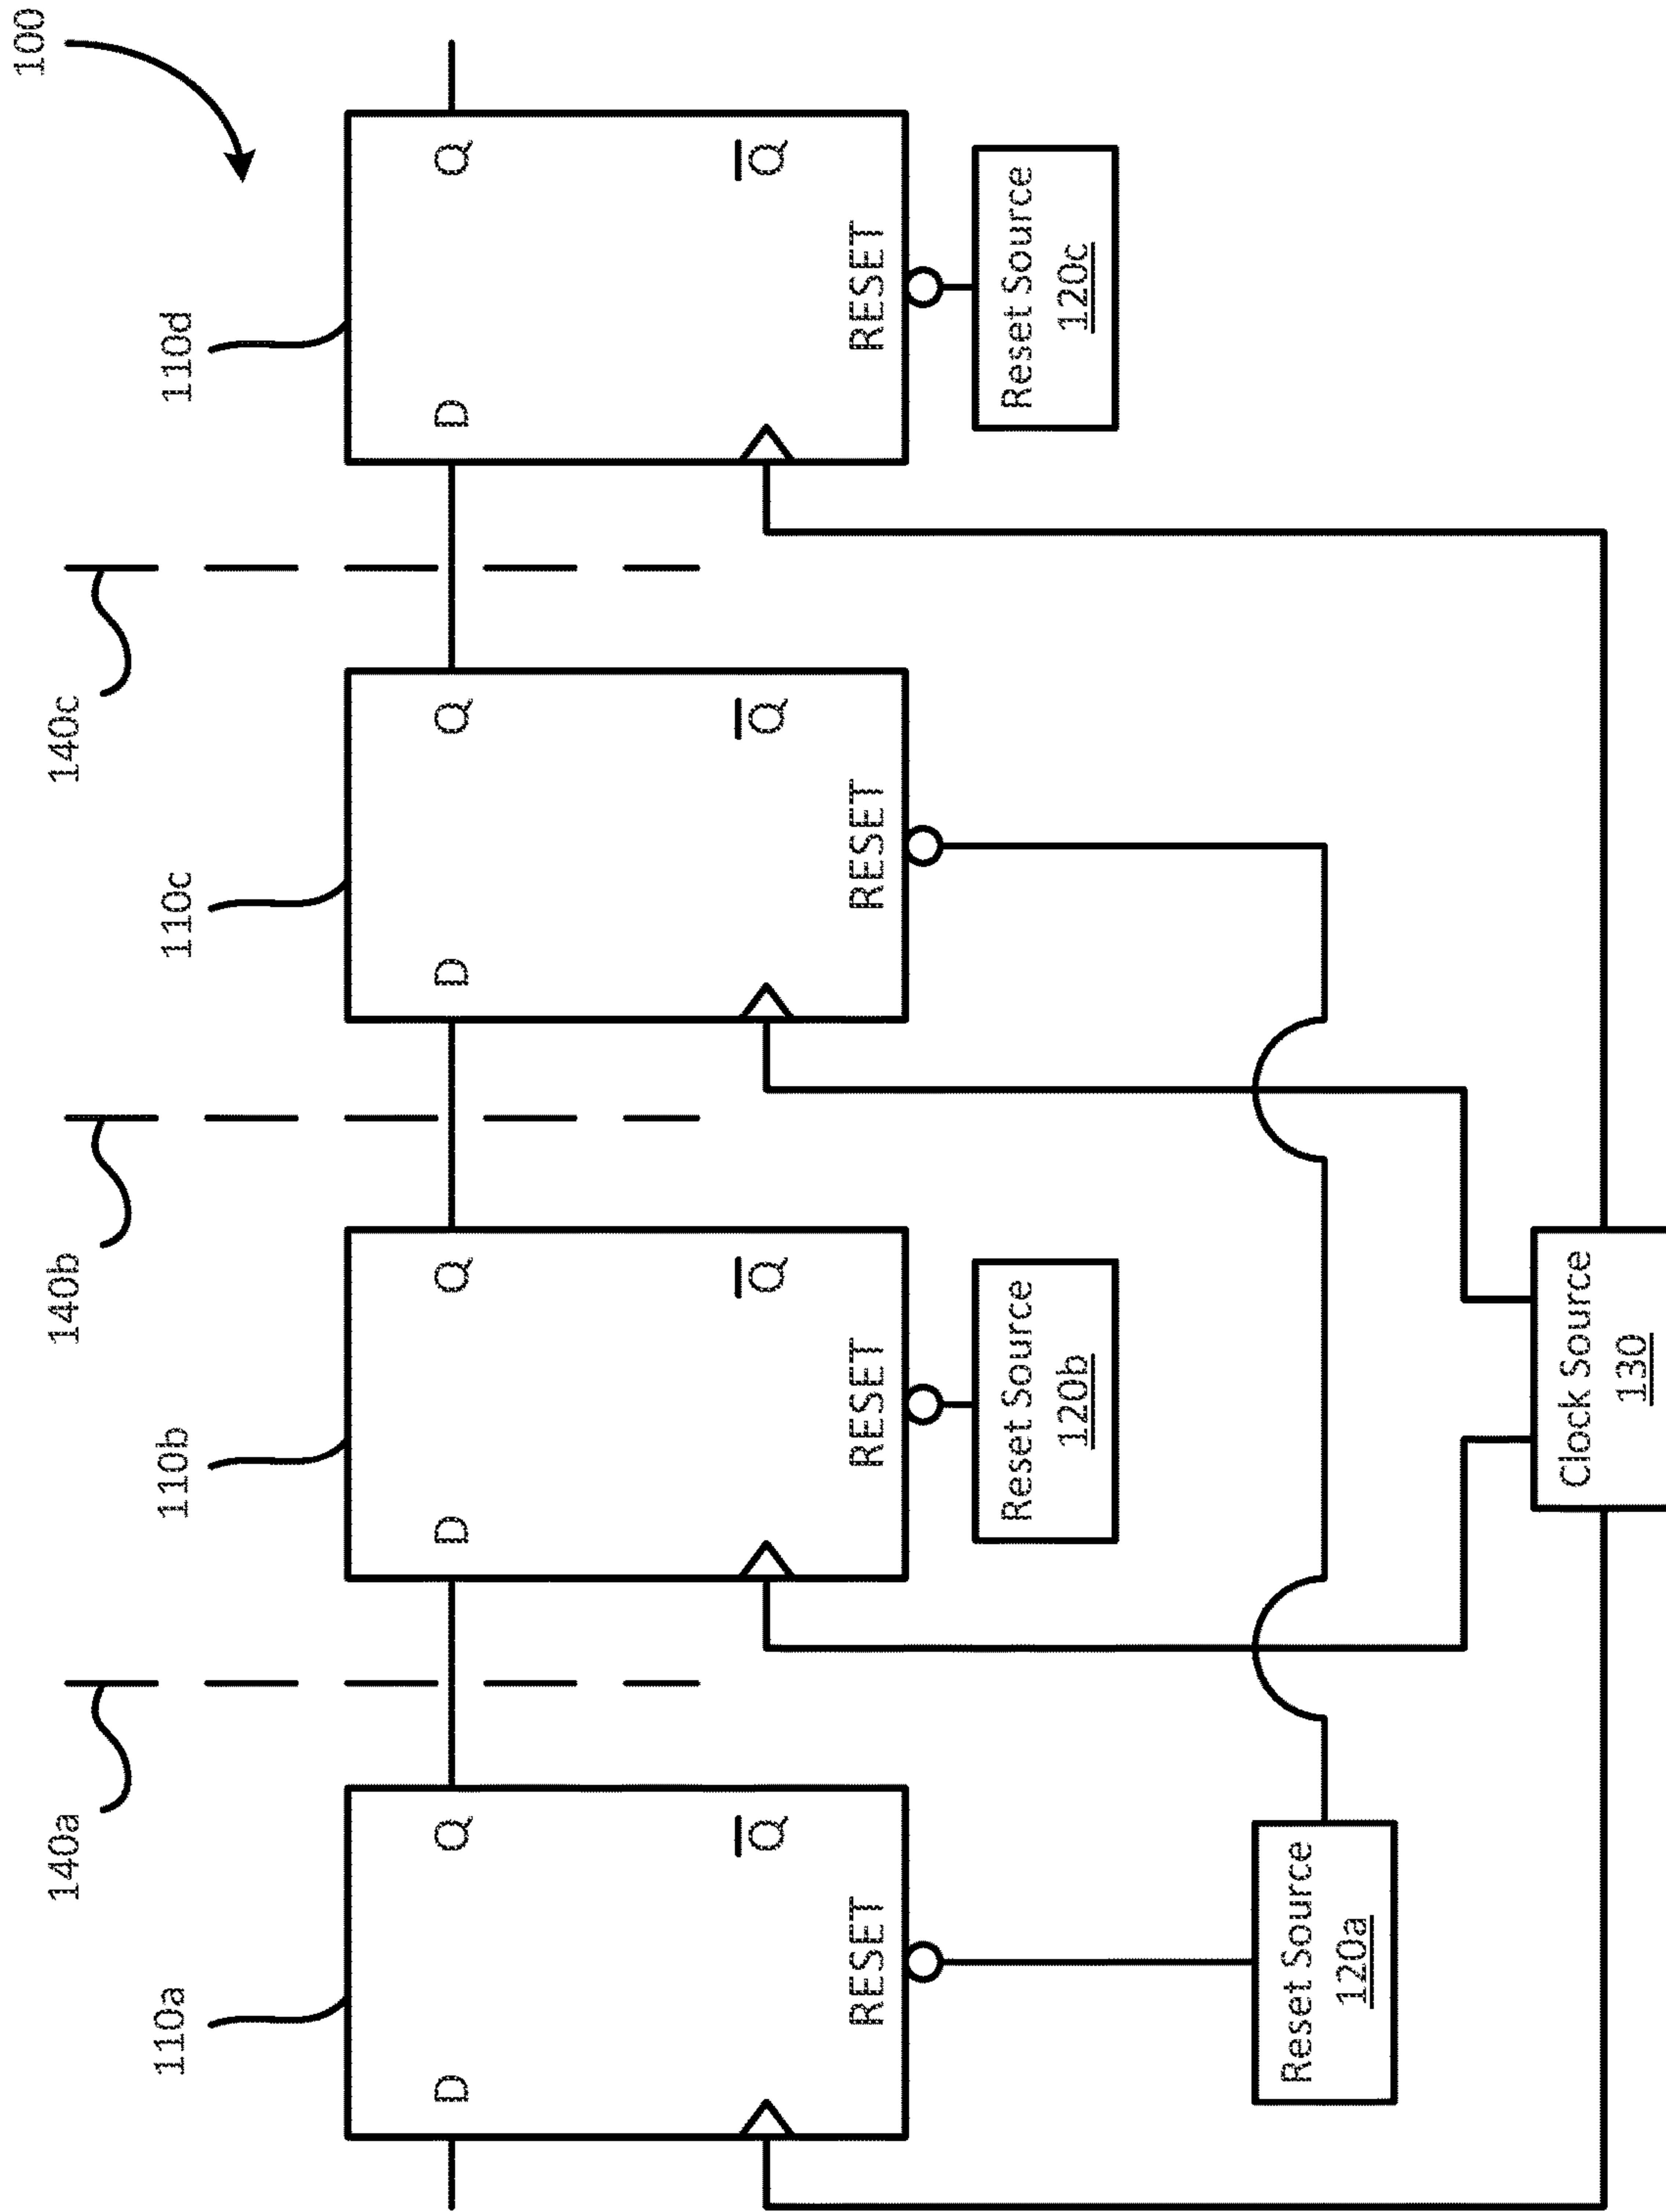 100
140a
140b
140c
110a
110b
110c
110d
D
Q
D
Q
D
Q
D
Q
Q̅
Q̅
Q̅
Q̅
RESET
RESET
RESET
RESET
Reset Source
120b
Reset Source
120c
Reset Source
120a
Clock Source
130